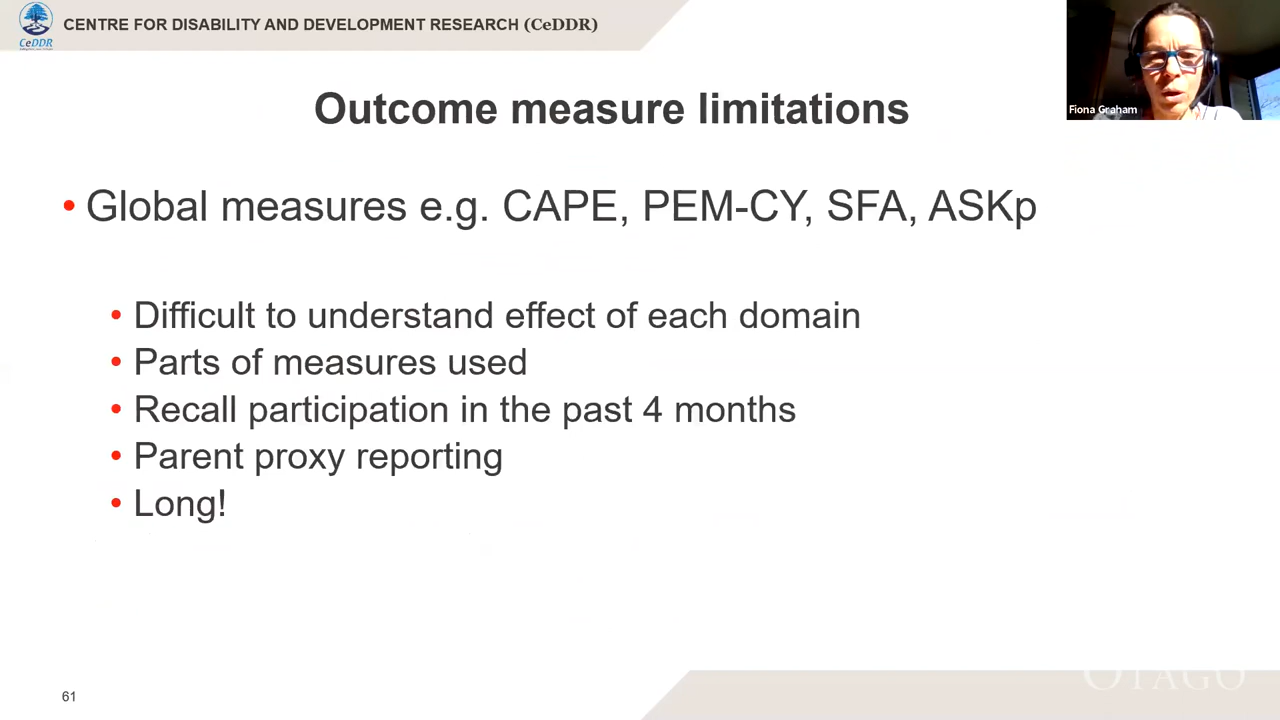 CeDDR
CENTRE FOR DISABILITY AND DEVELOPMENT RESEARCH (CeDDR)
Fiona Graham
Outcome measure limitations
• Global measures e.g. CAPE, PEM-CY, SFA, ASKp
• Difficult to understand effect of each domain
• Parts of measures used
• Recall participation in the past 4 months
• Parent proxy reporting
• Long!
61
OTAGO